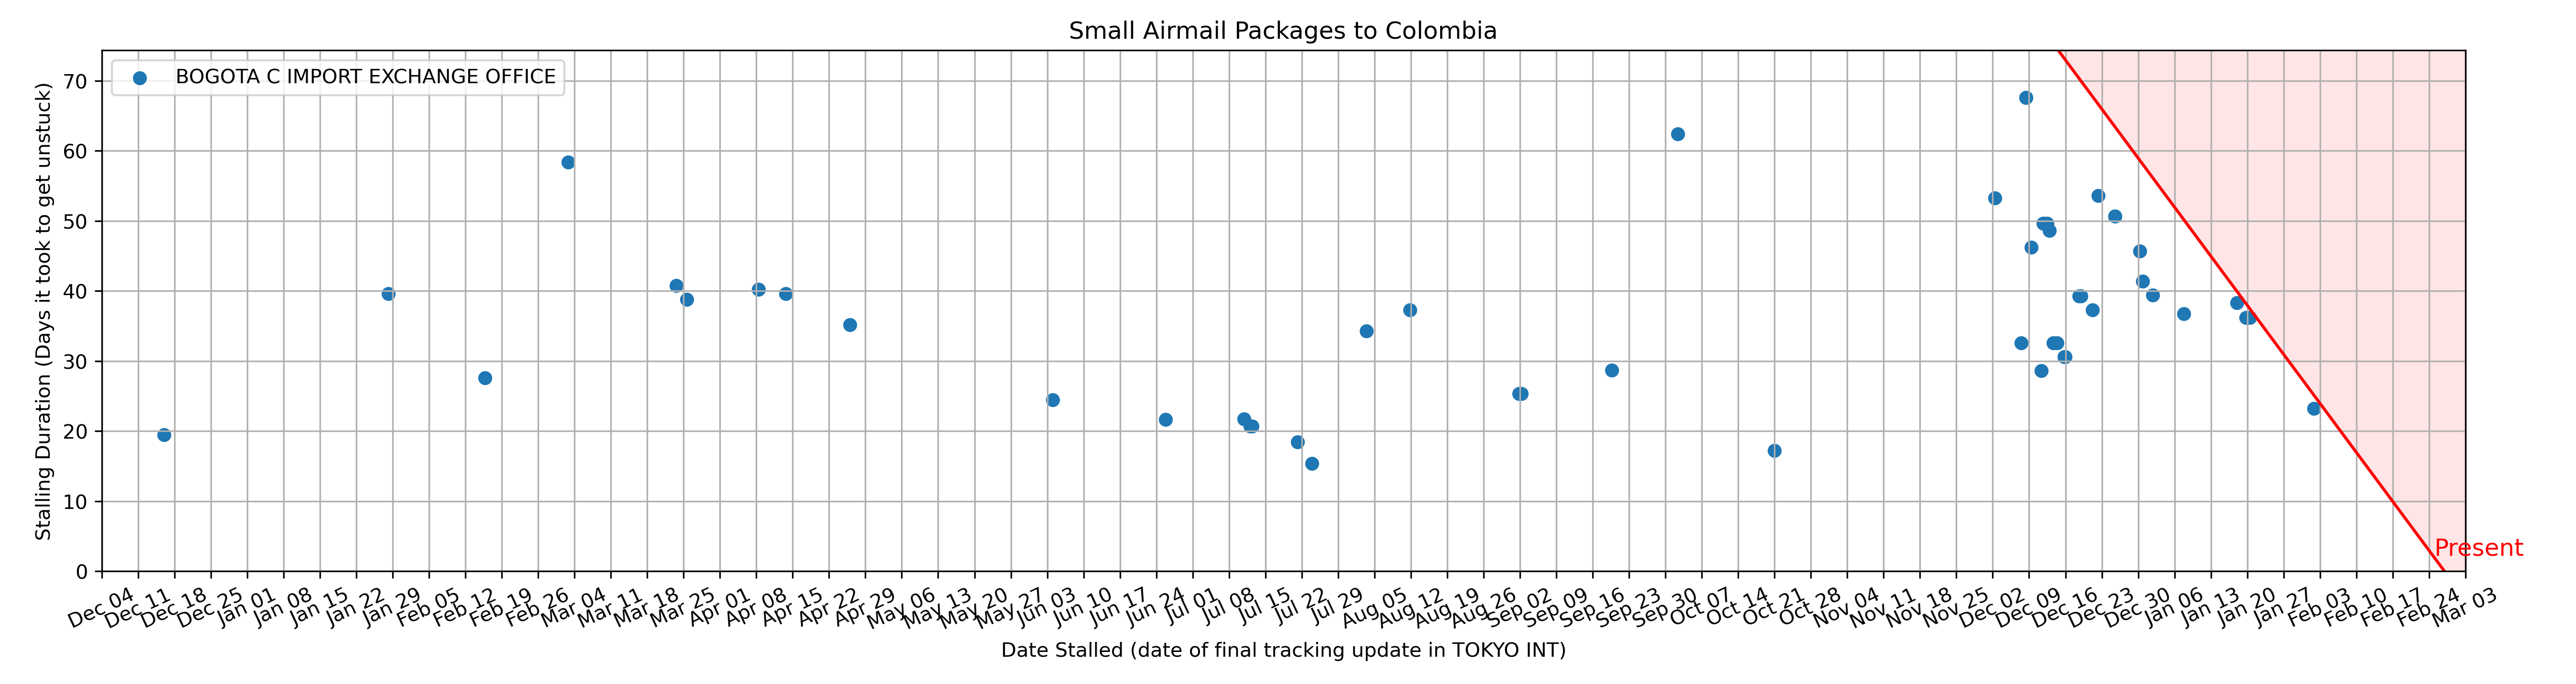 Small Airmail Packages to Colombia
BOGOTA C IMPORT EXCHANGE OFFICE
Stalling Duration (Days it took to get unstuck)
70
60
50
40
30
20
10
0
Present
Dec 04 Dec 11 Dec 18 Dec 25 Jan 01 Jan 08 Jan 15 Jan 22 Jan 29 Feb 05 Feb 12 Feb 19 Feb 26 Mar 04 Mar 11 Mar 18 Mar 25 Apr 01 Apr 08 Apr 15 Apr 22 Apr 29 May 06 May 13 May 20 May 27 Jun 03 Jun 10 Jun 17 Jun 24 Jul 01 Jul 08 Jul 15 Jul 22 Jul 29 Aug 05 Aug 12 Aug 19 Aug 26 Sep 02 Sep 09 Sep 16 Sep 23 Sep 30 Oct 07 Oct 14 Oct 21 Oct 28 Nov 04 Nov 11 Nov 18 Nov 25 Dec 02 Dec 09 Dec 16 Dec 23 Dec 30 Jan 06 Jan 13 Jan 20 Jan 27 Feb 03 Feb 10 Feb 17 Feb 24 Mar 03
Date Stalled (date of final tracking update in TOKYO INT)